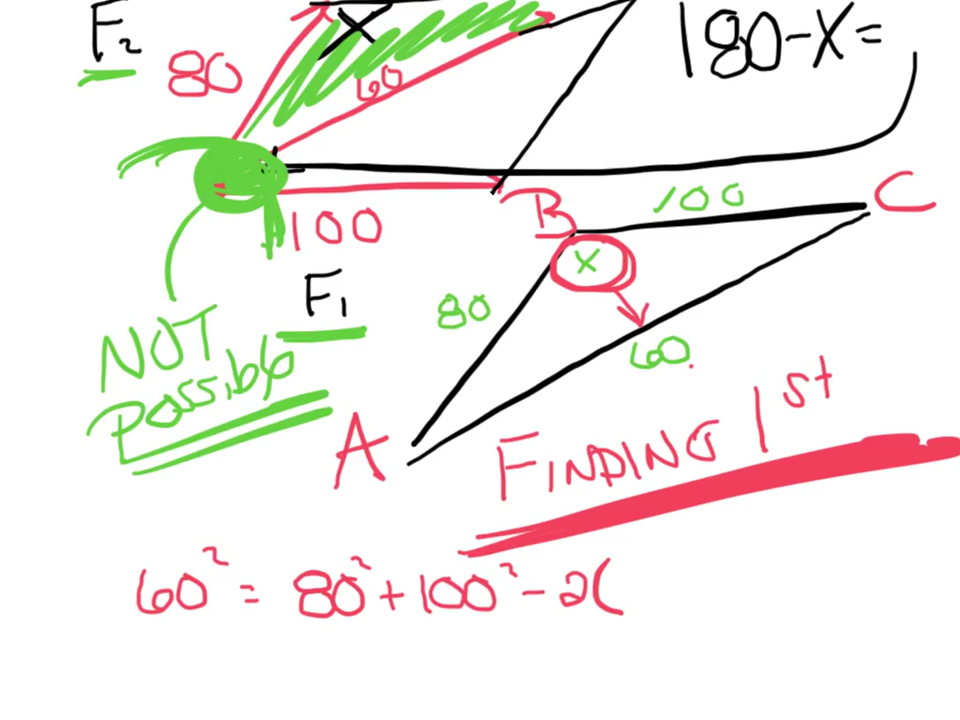 F₂
X
180-X=
80
60
100
100
B
C
X
F₁
80
60.
NOT
Possible
A
FINDING 1st
60² = 80² + 100² - 2(